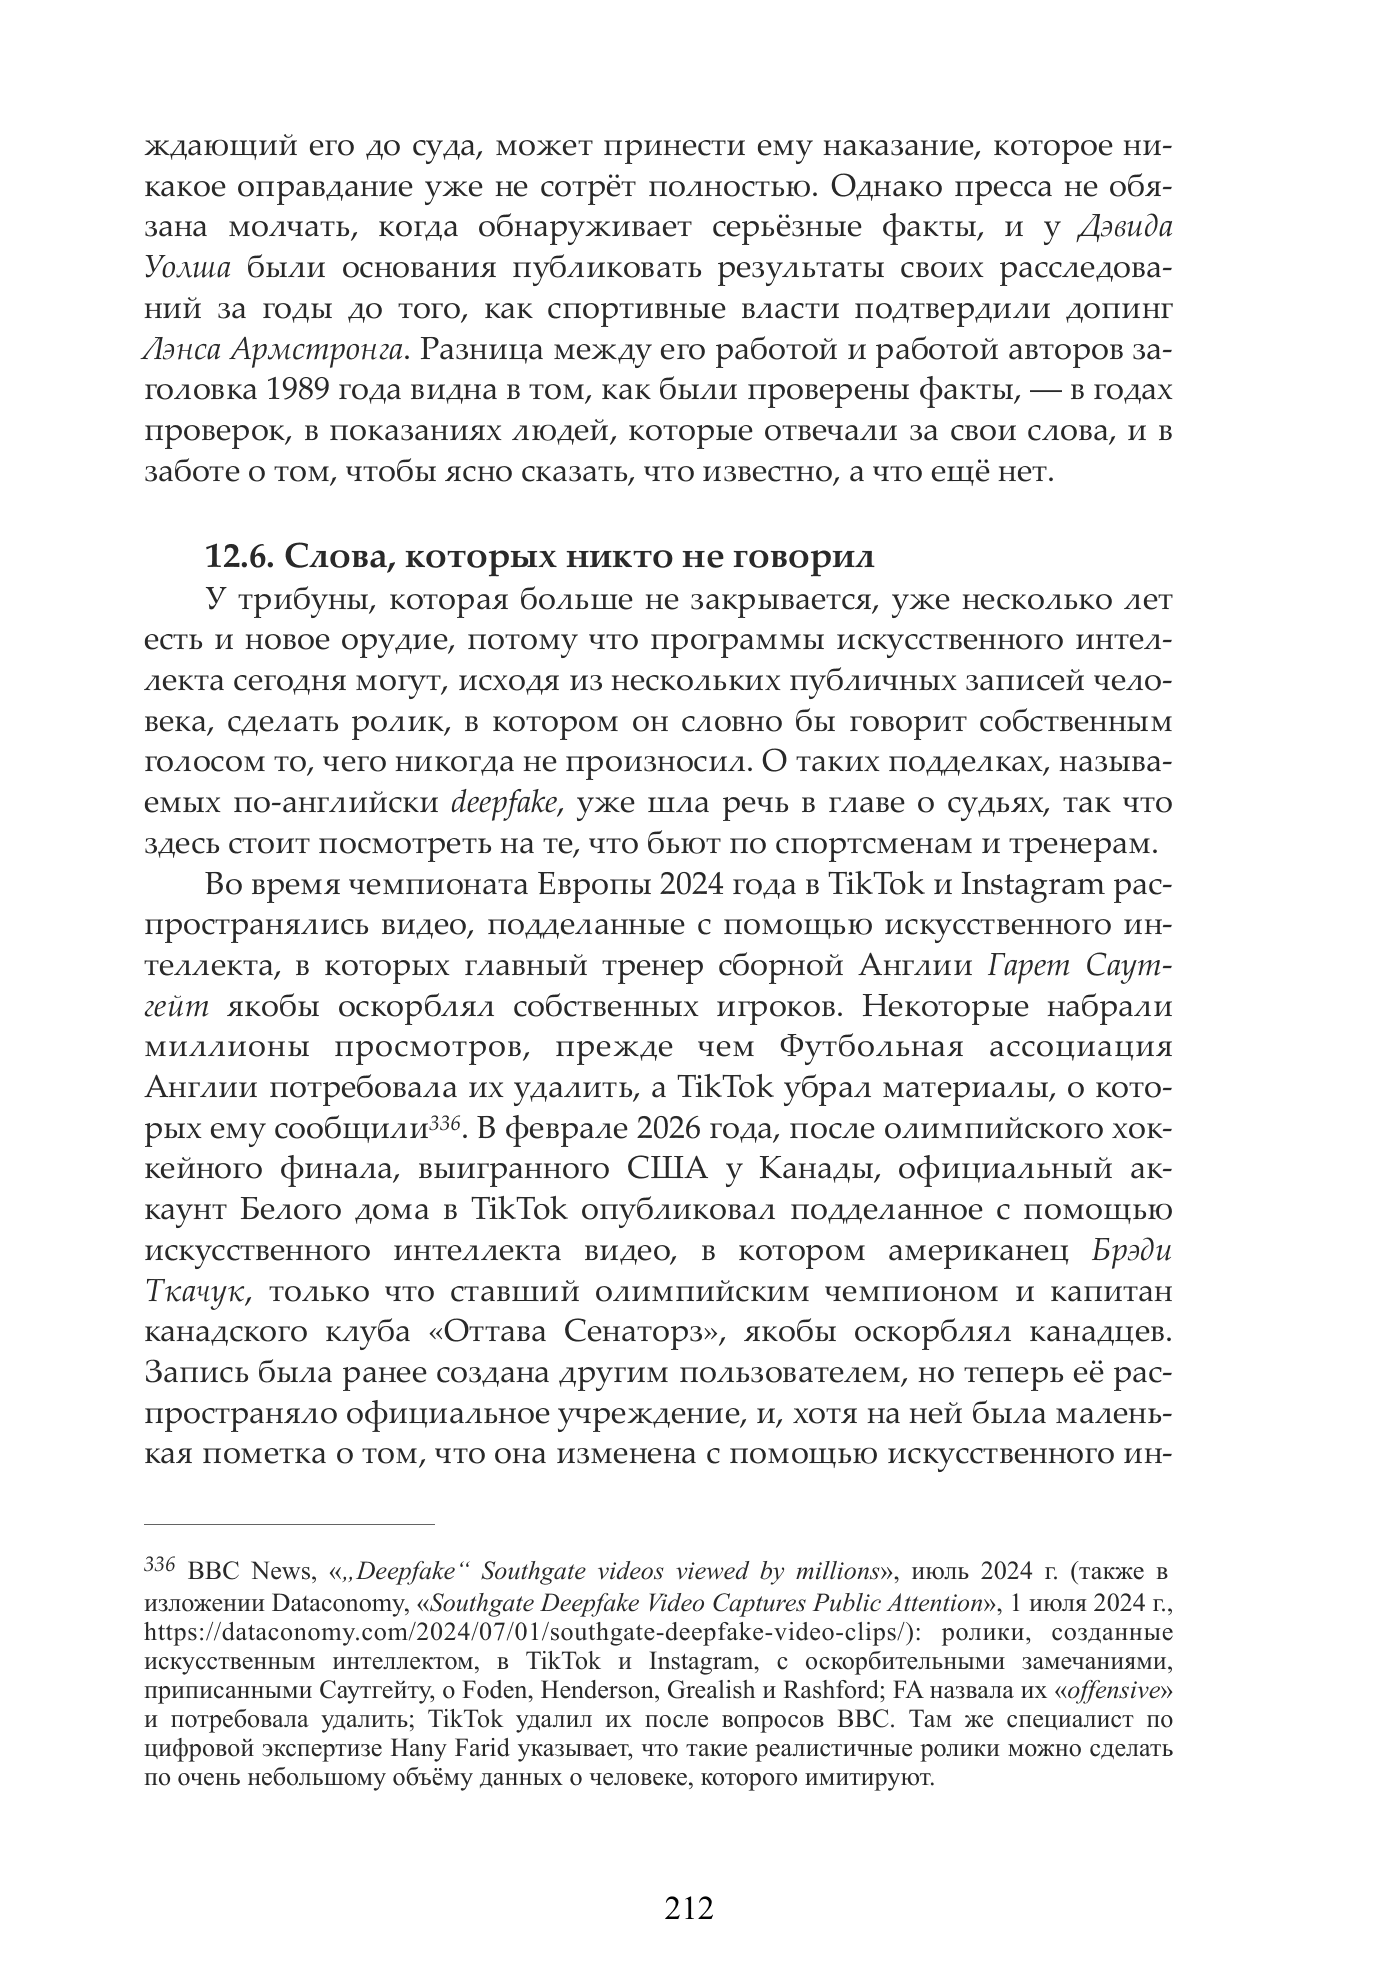 ждающий его до суда, может принести ему наказание, которое ни-
какое оправдание уже не сотрёт полностью. Однако пресса не обя-
зана молчать, когда обнаруживает серьёзные факты, и у Дэвида
Уолша были основания публиковать результаты своих расследова-
ний за годы до того, как спортивные власти подтвердили допинг
Лэнса Армстронга. Разница между его работой и работой авторов за-
головка 1989 года видна в том, как были проверены факты, — в годах
проверок, в показаниях людей, которые отвечали за свои слова, и в
заботе о том, чтобы ясно сказать, что известно, а что ещё нет.
12.6. Слова, которых никто не говорил
У трибуны, которая больше не закрывается, уже несколько лет
есть и новое орудие, потому что программы искусственного интел-
лекта сегодня могут, исходя из нескольких публичных записей чело-
века, сделать ролик, в котором он словно бы говорит собственным
голосом то, чего никогда не произносил. О таких подделках, называ-
емых по-английски deepfake, уже шла речь в главе о судьях, так что
здесь стоит посмотреть на те, что бьют по спортсменам и тренерам.
Во время чемпионата Европы 2024 года в TikTok и Instagram рас-
пространялись видео, подделанные с помощью искусственного ин-
теллекта, в которых главный тренер сборной Англии Гарет Саут-
гейт якобы оскорблял собственных игроков. Некоторые набрали
миллионы просмотров, прежде чем Футбольная ассоциация
Англии потребовала их удалить, а TikTok убрал материалы, о кото-
рых ему сообщили336. В феврале 2026 года, после олимпийского хок-
кейного финала, выигранного США у Канады, официальный ак-
каунт Белого дома в TikTok опубликовал подделанное с помощью
искусственного интеллекта видео, в котором американец Брэди
Ткачук, только что ставший олимпийским чемпионом и капитан
канадского клуба «Оттава Сенаторз», якобы оскорблял канадцев.
Запись была ранее создана другим пользователем, но теперь её рас-
пространяло официальное учреждение, и, хотя на ней была малень-
кая пометка о том, что она изменена с помощью искусственного ин-
336 BBC News, «„Deepfake“ Southgate videos viewed by millions», июль 2024 г. (также в
изложении Dataconomy, «Southgate Deepfake Video Captures Public Attention», 1 июля 2024 г.,
https://dataconomy.com/2024/07/01/southgate-deepfake-video-clips/): ролики, созданные
искусственным интеллектом, в TikTok и Instagram, с оскорбительными замечаниями,
приписанными Саутгейту, о Foden, Henderson, Grealish и Rashford; FA назвала их «offensive»
и потребовала удалить; TikTok удалил их после вопросов BBC. Там же специалист по
цифровой экспертизе Hany Farid указывает, что такие реалистичные ролики можно сделать
по очень небольшому объёму данных о человеке, которого имитируют.
212